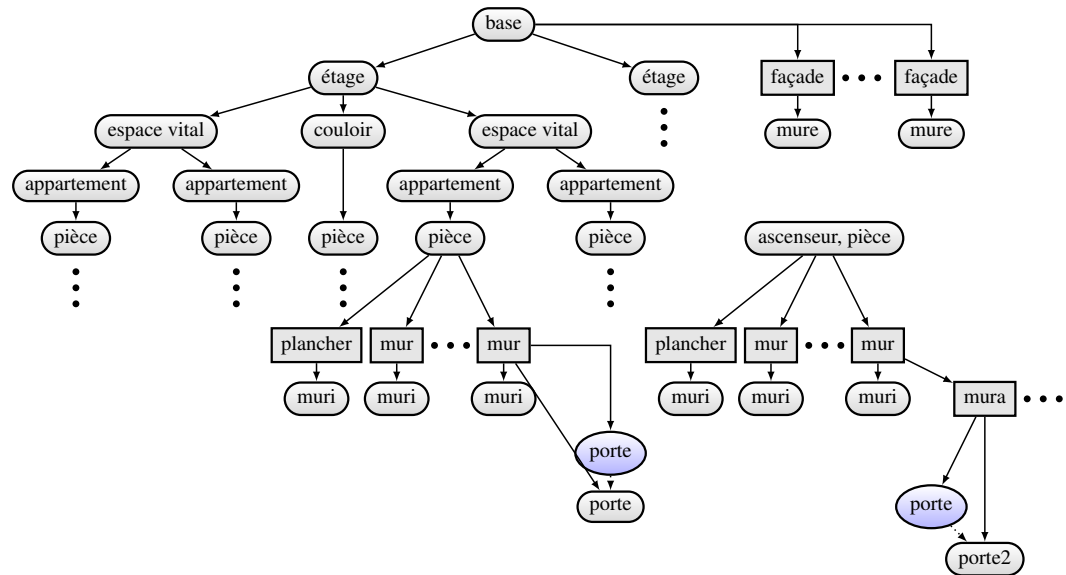 base
étage
étage
façade
façade
espace vital
couloir
espace vital
mure
mure
appartement
appartement
appartement
appartement
pièce
pièce
pièce
pièce
pièce
ascenseur, pièce
plancher
mur
mur
plancher
mur
mur
muri
muri
muri
muri
muri
muri
mura
porte
porte
porte
porte2